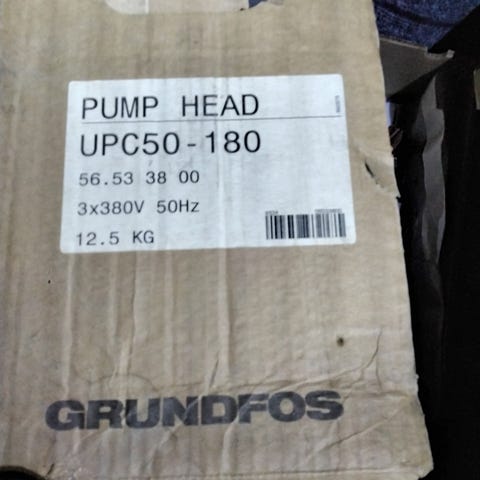 PUMP HEAD
UPC50-180
56.53 38 00
3x380V 50Hz
12.5 KG
GRUNDFOS